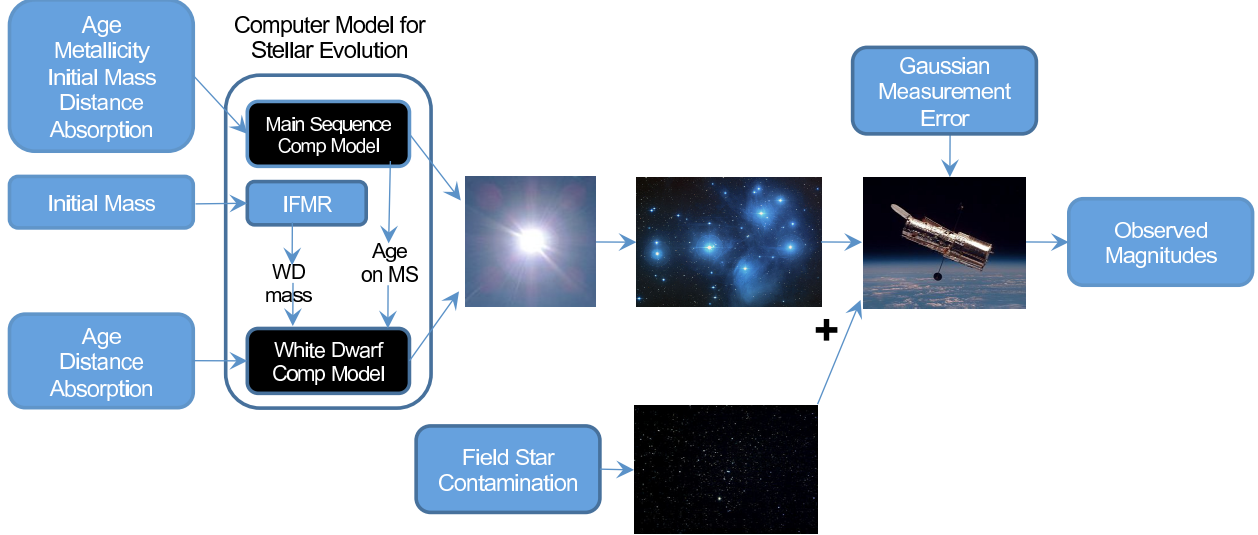 Age
Metallicity
Initial Mass
Distance
Absorption
Computer Model for
Stellar Evolution
Main Sequence
Comp Model
Initial Mass
IFMR
WD
mass
Age
on MS
Age
Distance
Absorption
White Dwarf
Comp Model
Gaussian
Measurement
Error
Observed
Magnitudes
+
Field Star
Contamination